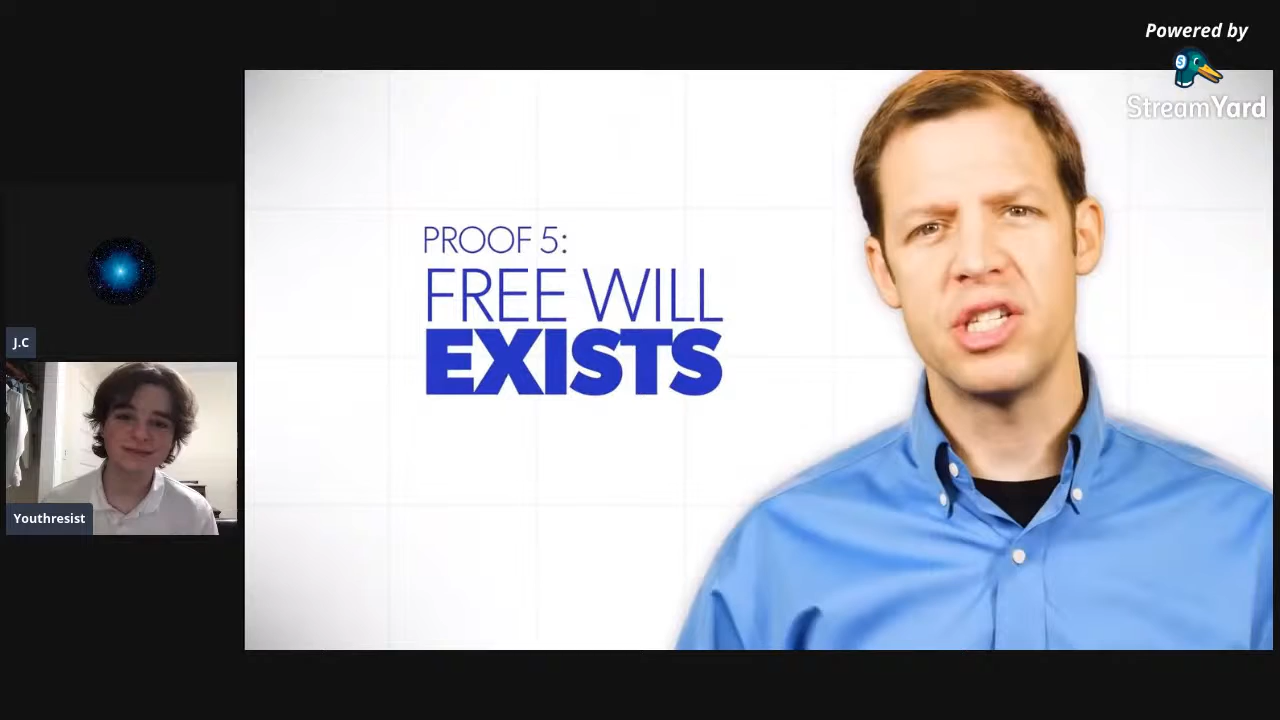 Powered by
StreamYard
PROOF 5:
FREE WILL
EXISTS
J.C
Youthresist